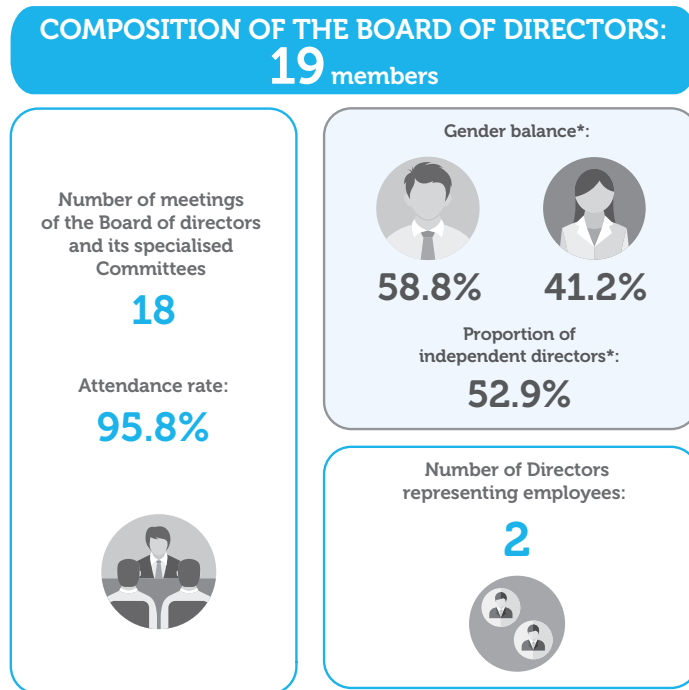 COMPOSITION OF THE BOARD OF DIRECTORS:
19 members
Number of meetings
of the Board of directors
and its specialised
Committees
18
Attendance rate:
95.8%
Gender balance*:
58.8% 41.2%
Proportion of
independent directors*:
52.9%
Number of Directors
representing employees:
2